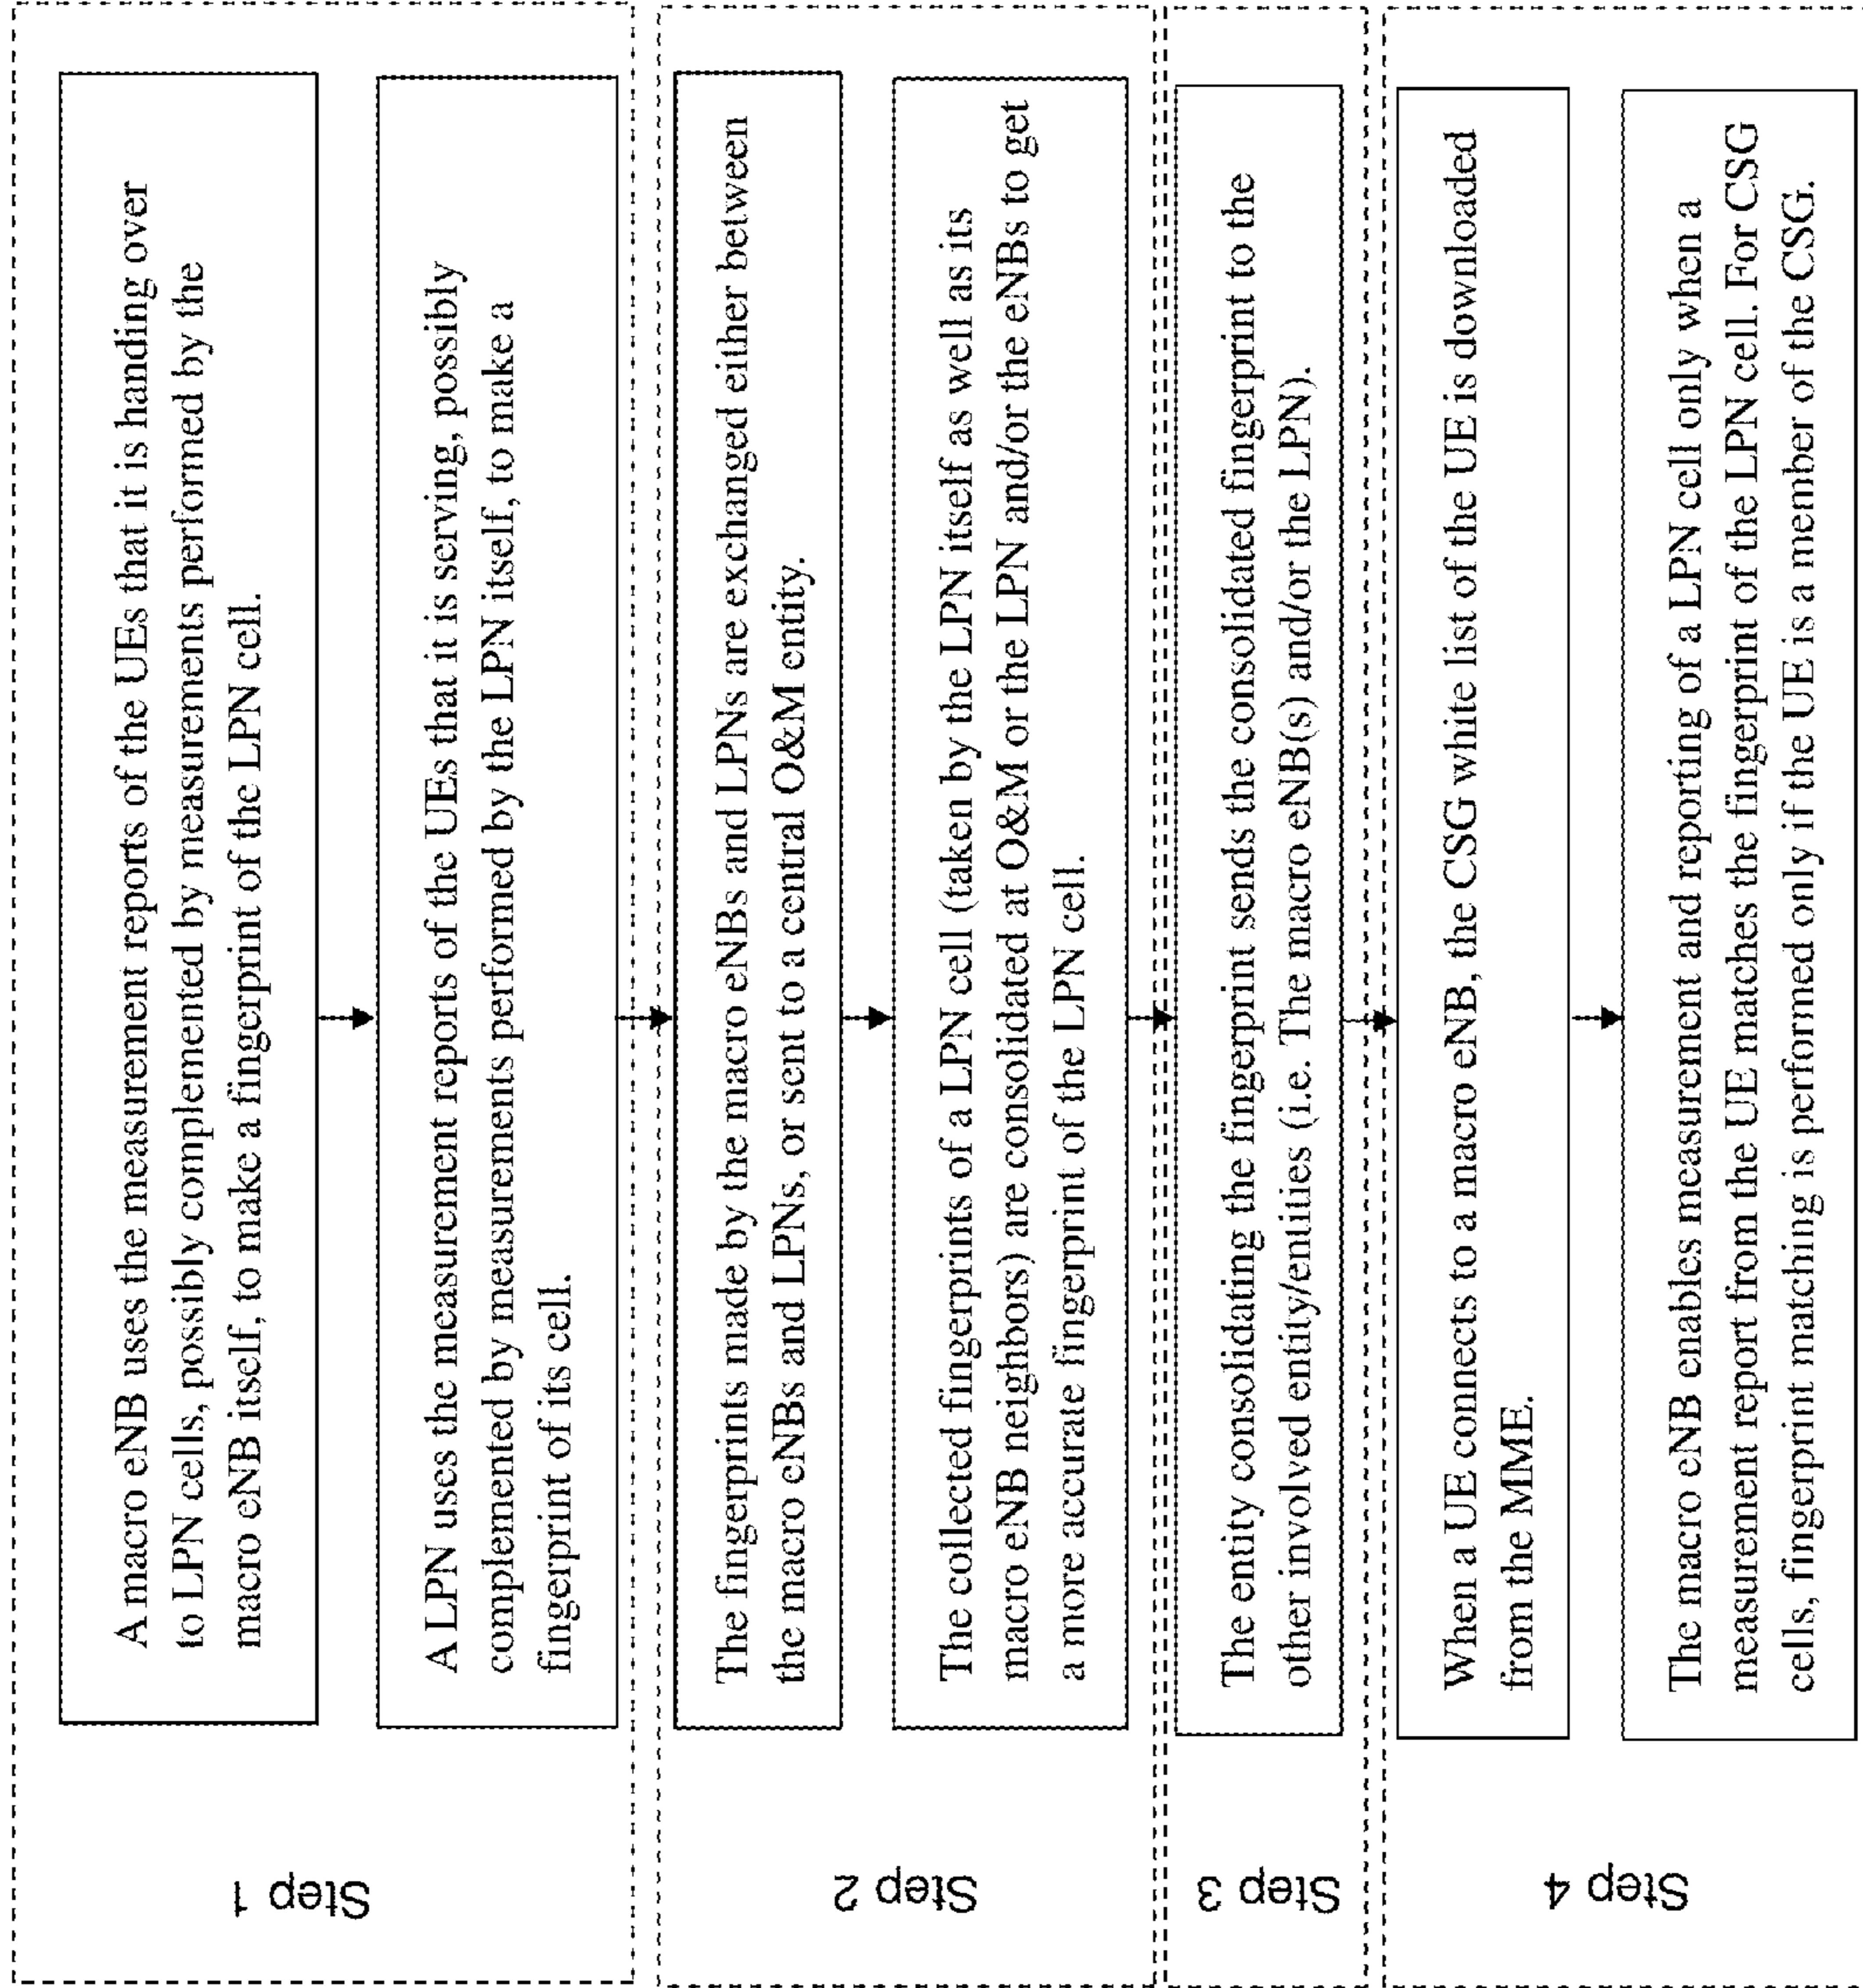 Step 1
A macro eNB uses the measurement reports of the UEs that it is handing over
to LPN cells, possibly complemented by measurements performed by the
macro eNB itself, to make a fingerprint of the LPN cell.
A LPN uses the measurement reports of the UEs that it is serving, possibly
complemented by measurements performed by the LPN itself, to make a
fingerprint of its cell.
Step 2
The fingerprints made by the macro eNBs and LPNs are exchanged either between
the macro eNBs and LPNs, or sent to a central O&M entity.
The collected fingerprints of a LPN cell (taken by the LPN itself as well as its
macro eNB neighbors) are consolidated at O&M or the LPN and/or the eNBs to get
a more accurate fingerprint of the LPN cell.
Step 3
The entity consolidating the fingerprint sends the consolidated fingerprint to the
other involved entity/entities (i.e. The macro eNB(s) and/or the LPN).
Step 4
When a UE connects to a macro eNB, the CSG white list of the UE is downloaded
from the MME.
The macro eNB enables measurement and reporting of a LPN cell only when a
measurement report from the UE matches the fingerprint of the LPN cell. For CSG
cells, fingerprint matching is performed only if the UE is a member of the CSG.